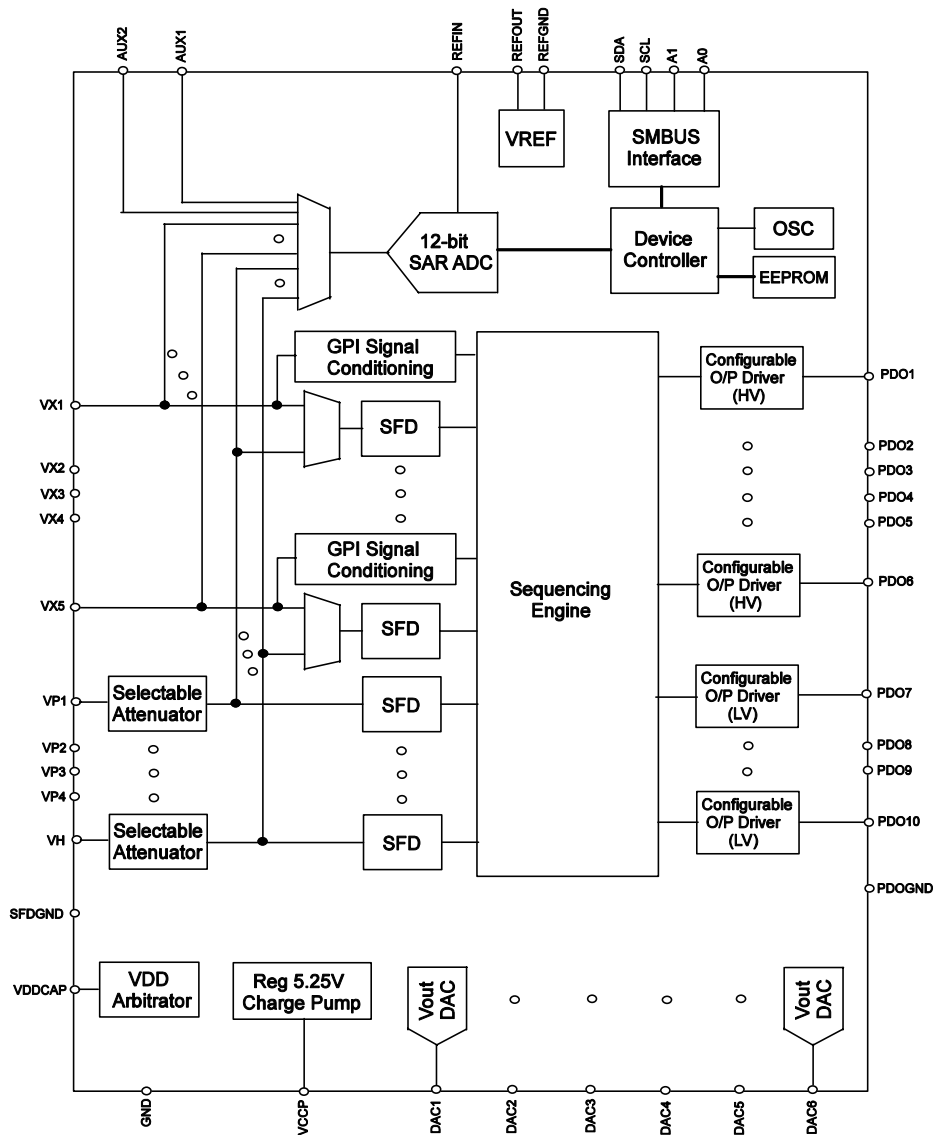 AUX2
AUX1
REFIN
REFOUT
REFGND
SDA
SCL
A1
A0
VREF
SMBUS
Interface
12-bit
SAR ADC
Device
Controller
OSC
EEPROM
GPI Signal
Conditioning
Configurable
O/P Driver
(HV)
PDO1
VX1
SFD
VX2
VX3
VX4
PDO2
PDO3
PDO4
PDO5
GPI Signal
Conditioning
Sequencing
Engine
Configurable
O/P Driver
(HV)
PDO6
VX5
SFD
VP1
Selectable
Attenuator
SFD
Configurable
O/P Driver
(LV)
PDO7
VP2
VP3
VP4
PDO8
PDO9
VH
Selectable
Attenuator
SFD
Configurable
O/P Driver
(LV)
PDO10
PDOGND
SFDGND
VDDCAP
VDD
Arbitrator
Reg 5.25V
Charge Pump
Vout
DAC
Vout
DAC
GND
VCCP
DAC1
DAC2
DAC3
DAC4
DAC5
DAC6